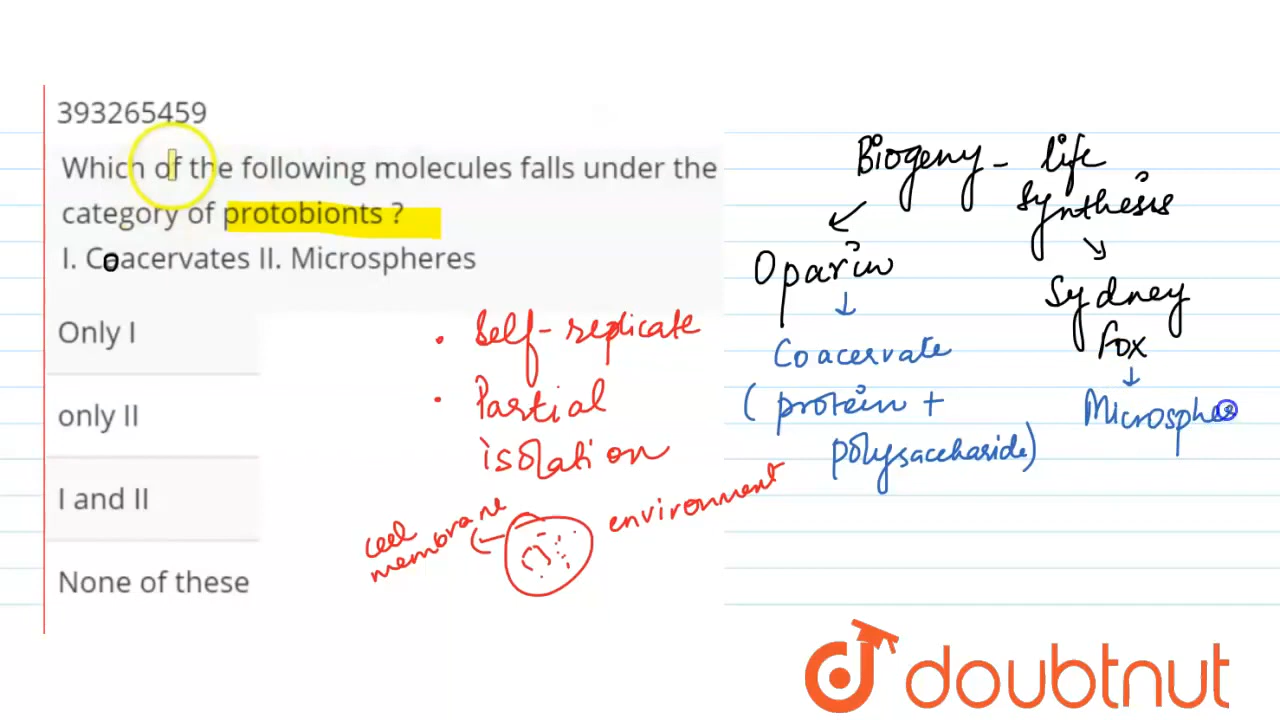 393265459
Which of the following molecules falls under the
category of protobionts ?
I. Coacervates II. Microspheres
Only I
only II
I and II
None of these
• Self-replicate
• Partial
isolation
cell
membrane
environment
Biogeny - life
synthesis
Oparin
Sydney
Fox
Coacervate
(protein +
polysaccharide)
Microsphe
doubtnut